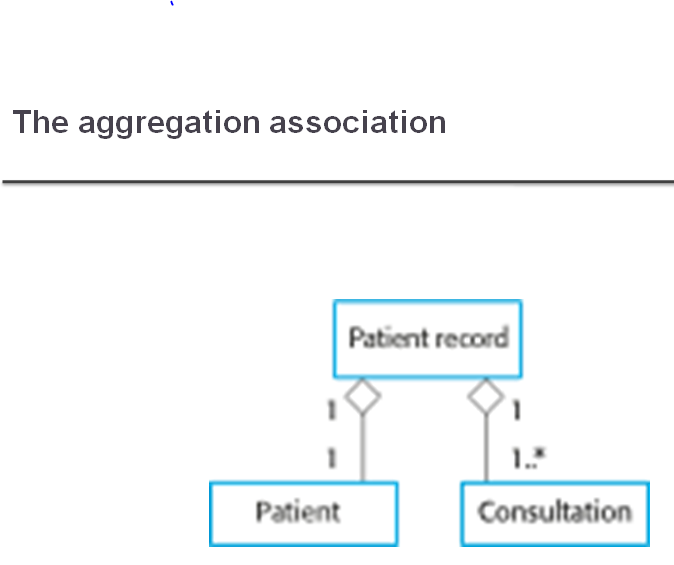 The aggregation association
Patient record
1
1
1
1..*
Patient
Consultation